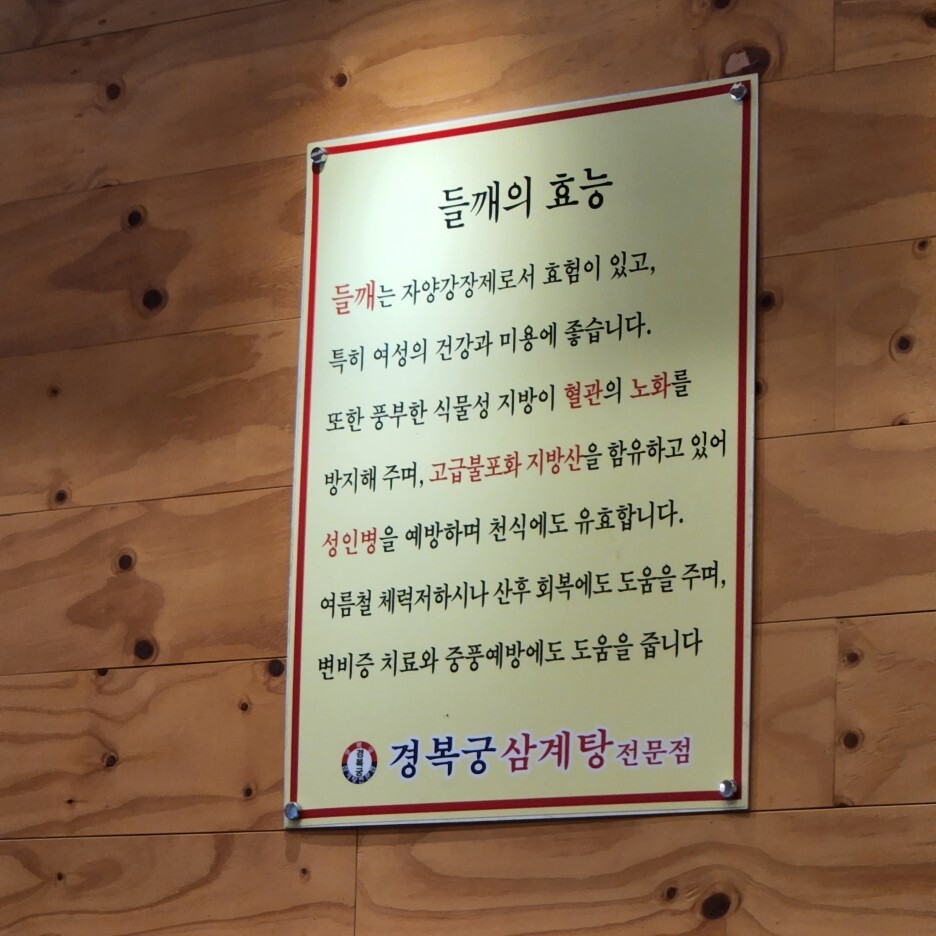 들깨의 효능
들깨는 자양강장제로서 효험이 있고,
특히 여성의 건강과 미용에 좋습니다.
또한 풍부한 식물성 지방이 혈관의 노화를
방지해 주며, 고급불포화 지방산을 함유하고 있어
성인병을 예방하며 천식에도 유효합니다.
여름철 체력저하시나 산후 회복에도 도움을 주며,
변비증 치료와 중풍예방에도 도움을 줍니다
경복궁
경복궁삼계탕전문점